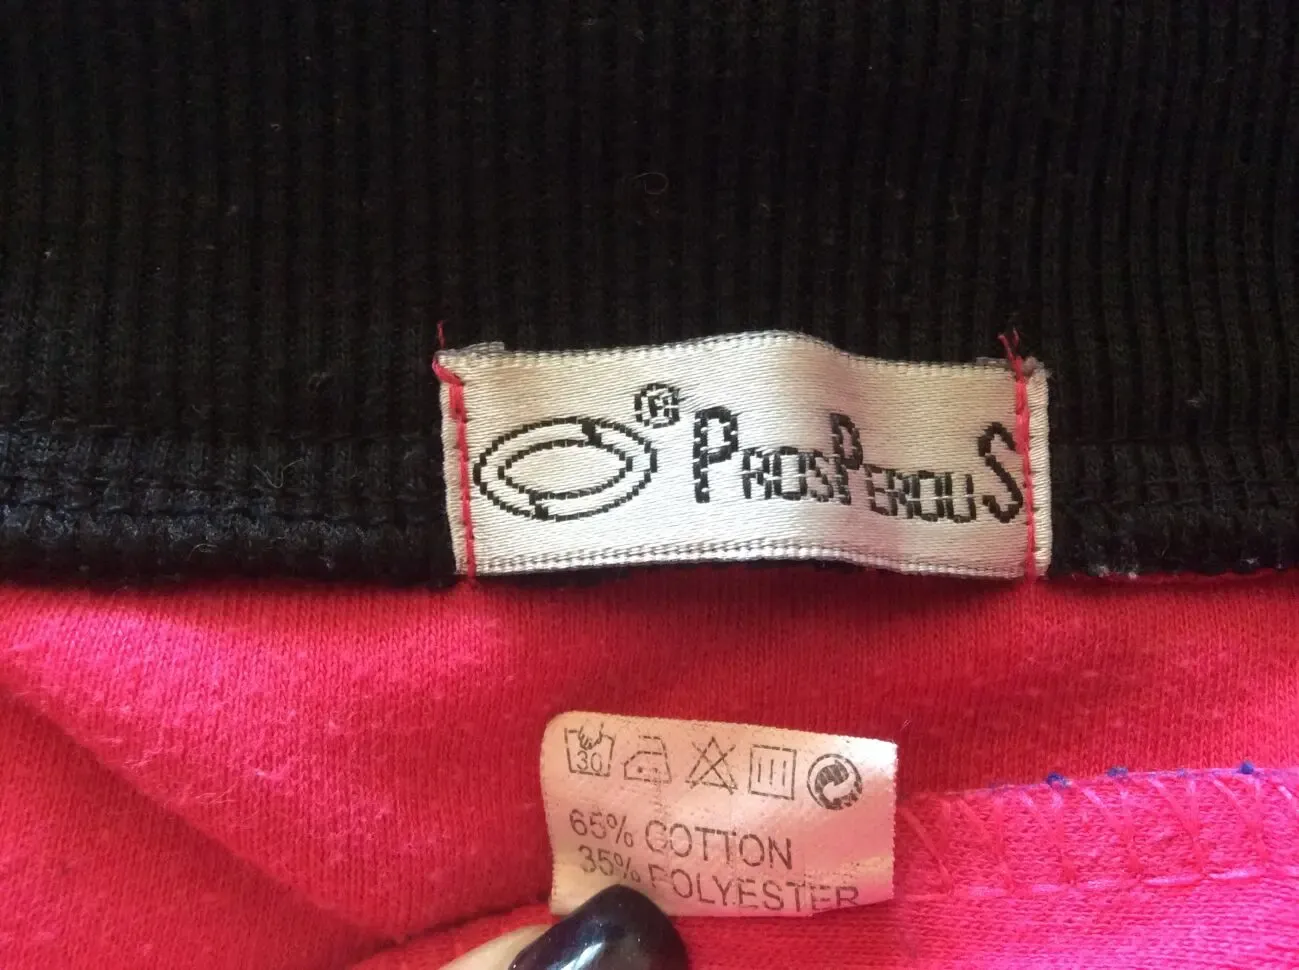 ® PROSPEROUS
30
65% COTTON
35% POLYESTER